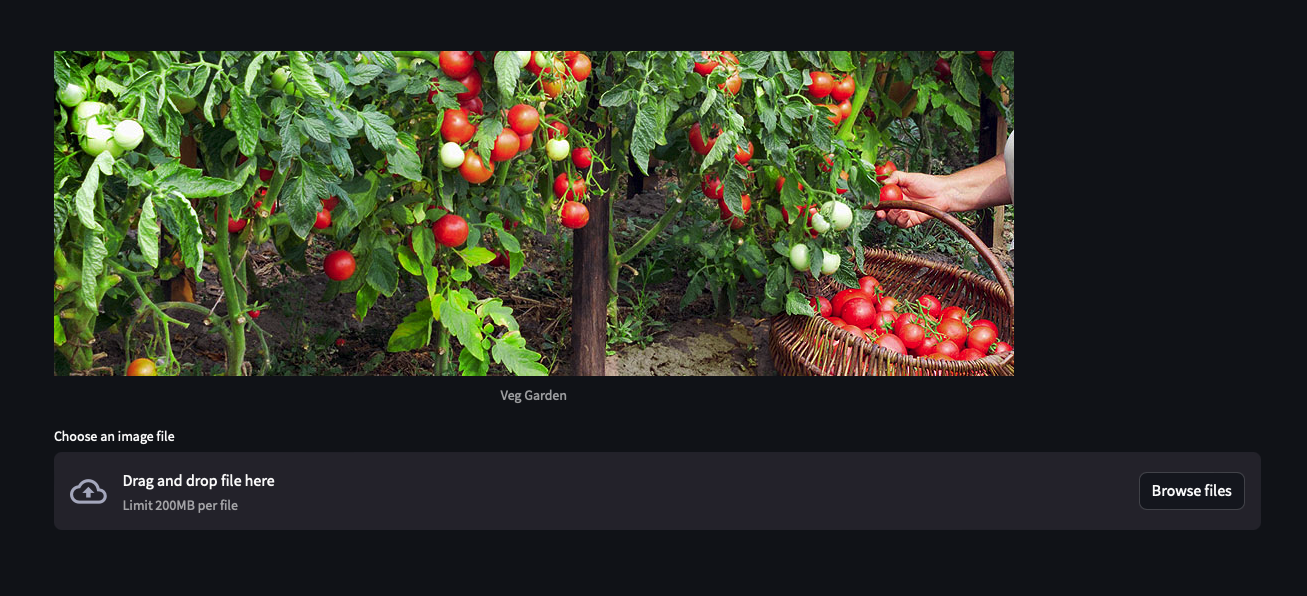 Veg Garden
Choose an image file
Drag and drop file here
Limit 200MB per file
Browse files